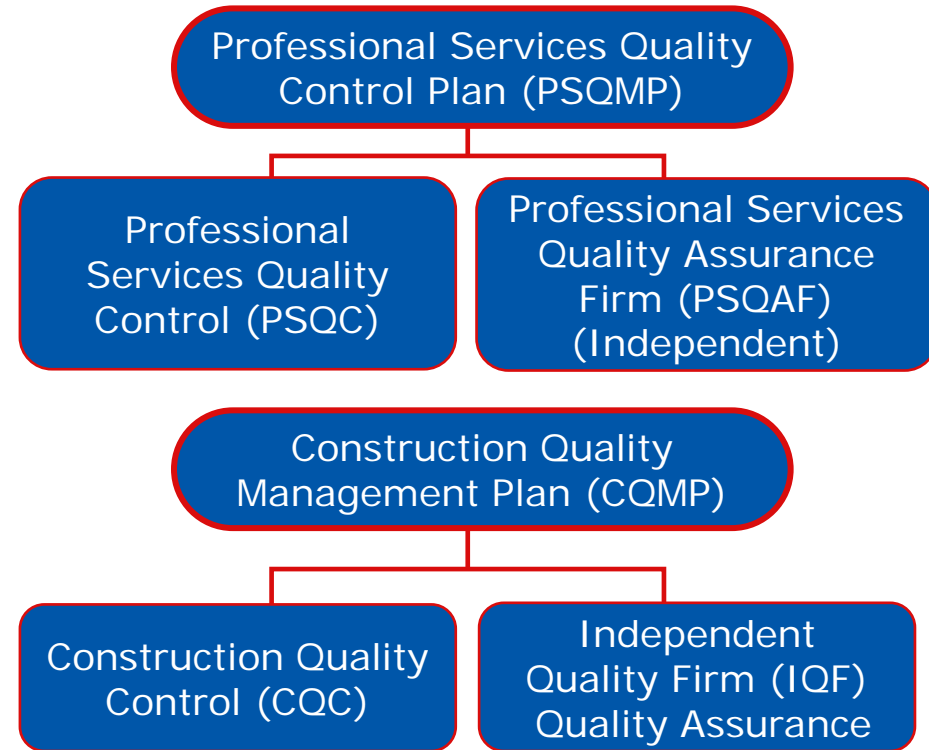 Professional Services Quality
Control Plan (PSQMP)
Professional
Services Quality
Control (PSQC)
Professional Services
Quality Assurance
Firm (PSQAF)
(Independent)
Construction Quality
Management Plan (CQMP)
Construction Quality
Control (CQC)
Independent
Quality Firm (IQF)
Quality Assurance